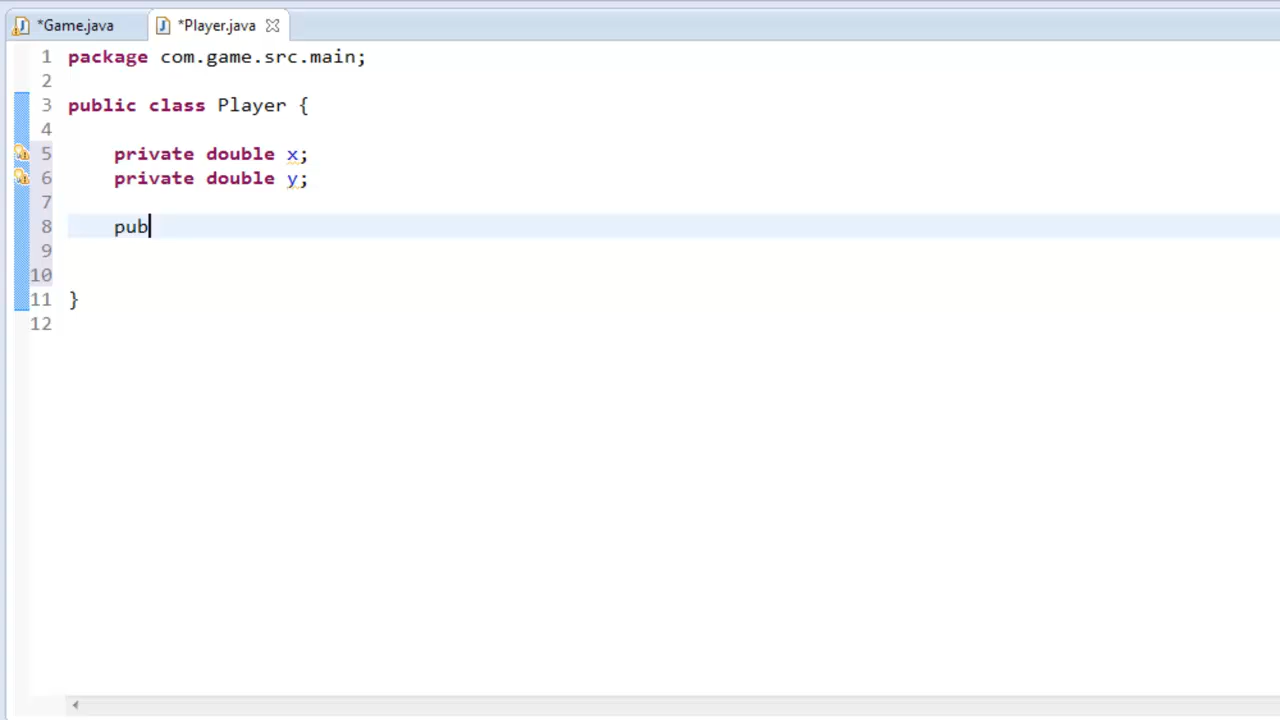 *Game.java *Player.java
1 package com.game.src.main;
2
3 public class Player {
4
5 private double x;
6 private double y;
7
8 pub
9
10
11 }
12